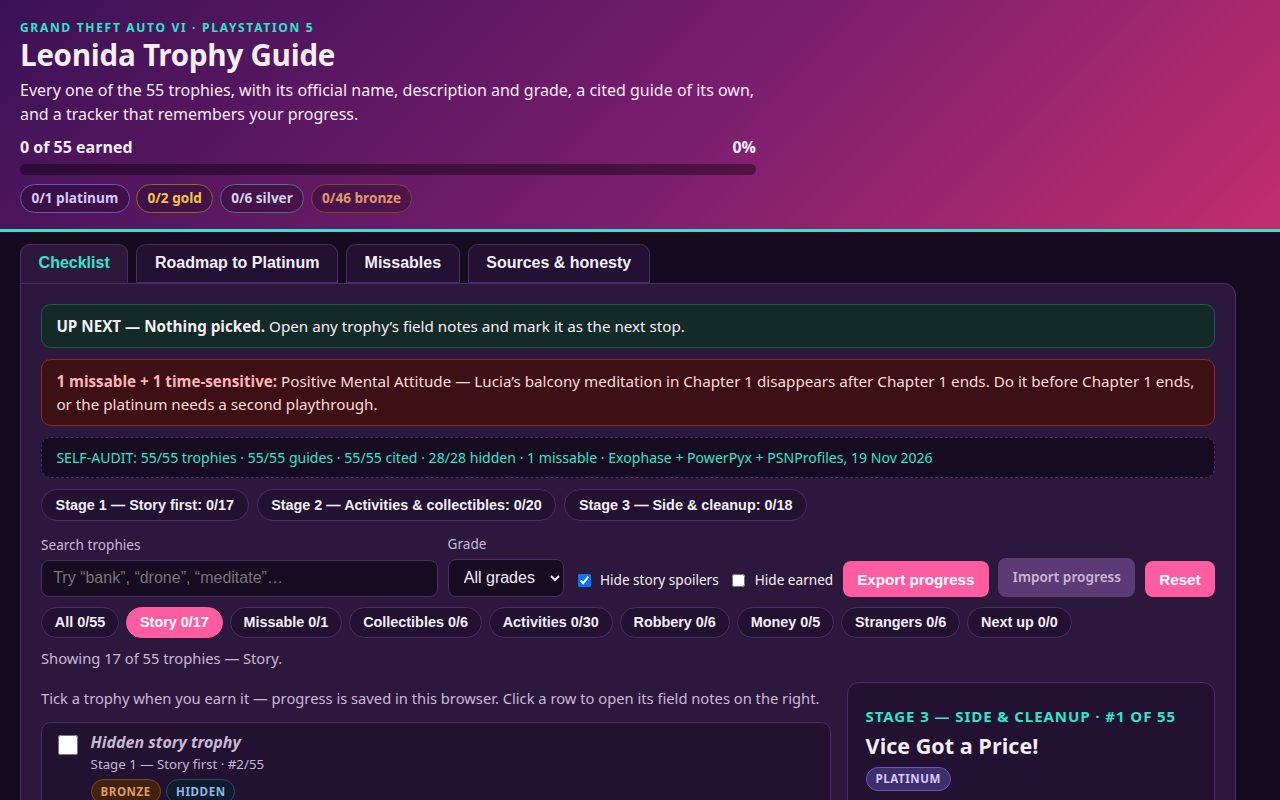 GRAND THEFT AUTO VI · PLAYSTATION 5
Leonida Trophy Guide
Every one of the 55 trophies, with its official name, description and grade, a cited guide of its own,
and a tracker that remembers your progress.
0 of 55 earned 0%
0/1 platinum 0/2 gold 0/6 silver 0/46 bronze
Checklist Roadmap to Platinum Missables Sources & honesty
UP NEXT — Nothing picked. Open any trophy's field notes and mark it as the next stop.
1 missable + 1 time-sensitive: Positive Mental Attitude — Lucia's balcony meditation in Chapter 1 disappears after Chapter 1 ends. Do it before Chapter 1 ends,
or the platinum needs a second playthrough.
SELF-AUDIT: 55/55 trophies · 55/55 guides · 55/55 cited · 28/28 hidden · 1 missable · Exophase + PowerPyx + PSNProfiles, 19 Nov 2026
Stage 1 — Story first: 0/17 Stage 2 — Activities & collectibles: 0/20 Stage 3 — Side & cleanup: 0/18
Search trophies Grade
Try “bank”, “drone”, “meditate”… All grades Hide story spoilers Hide earned Export progress Import progress Reset
All 0/55 Story 0/17 Missable 0/1 Collectibles 0/6 Activities 0/30 Robbery 0/6 Money 0/5 Strangers 0/6 Next up 0/0
Showing 17 of 55 trophies — Story.
Tick a trophy when you earn it — progress is saved in this browser. Click a row to open its field notes on the right.
Hidden story trophy
Stage 1 — Story first · #2/55
BRONZE HIDDEN
STAGE 3 — SIDE & CLEANUP · #1 OF 55
Vice Got a Price!
PLATINUM